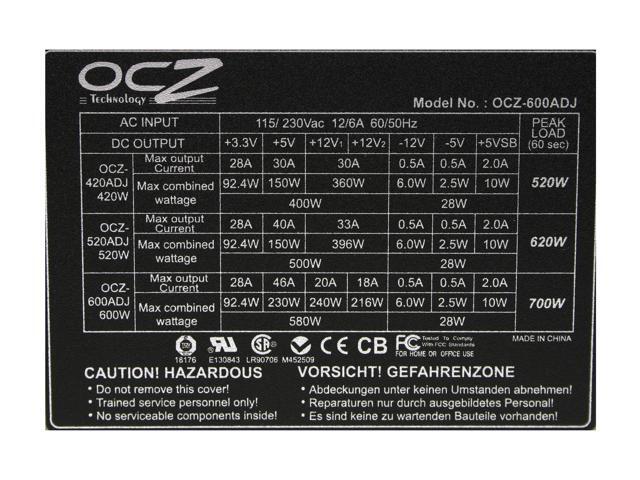 OCZ
Technology
Model No. : OCZ-600ADJ
AC INPUT 115/ 230Vac 12/6A 60/50Hz PEAK LOAD (60 sec)
DC OUTPUT +3.3V +5V +12V1 +12V2 -12V -5V +5VSB
OCZ-420ADJ 420W Max output Current 28A 30A 30A 0.5A 0.5A 2.0A 520W
Max combined wattage 92.4W 150W 360W 6.0W 2.5W 10W
400W 28W
OCZ-520ADJ 520W Max output Current 28A 40A 33A 0.5A 0.5A 2.0A 620W
Max combined wattage 92.4W 150W 396W 6.0W 2.5W 10W
500W 28W
OCZ-600ADJ 600W Max output Current 28A 46A 20A 18A 0.5A 0.5A 2.0A 700W
Max combined wattage 92.4W 230W 240W 216W 6.0W 2.5W 10W
580W 28W
MADE IN CHINA
CE CB FC Tested To Comply With FCC Standards
FOR HOME OR OFFICE USE
16176 E130843 LR90706 M452509
CAUTION! HAZARDOUS
• Do not remove this cover!
• Trained service personel only!
• No serviceable components inside!
VORSICHT! GEFAHRENZONE
• Abdeckungen unter keinen Umstanden abnehmen!
• Reparaturen nur durch ausgebildetes Personal!
• Es sind keine zu wartenden Bauteile vorhanden!